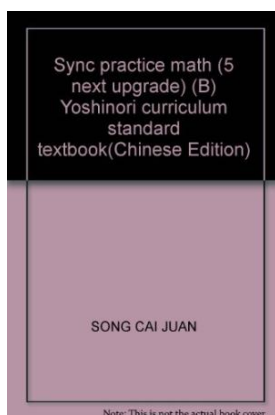 Sync practice math (5
next upgrade) (B)
Yoshinori curriculum
standard
textbook(Chinese Edition)
SONG CAI JUAN
Note: This is not the actual book cover